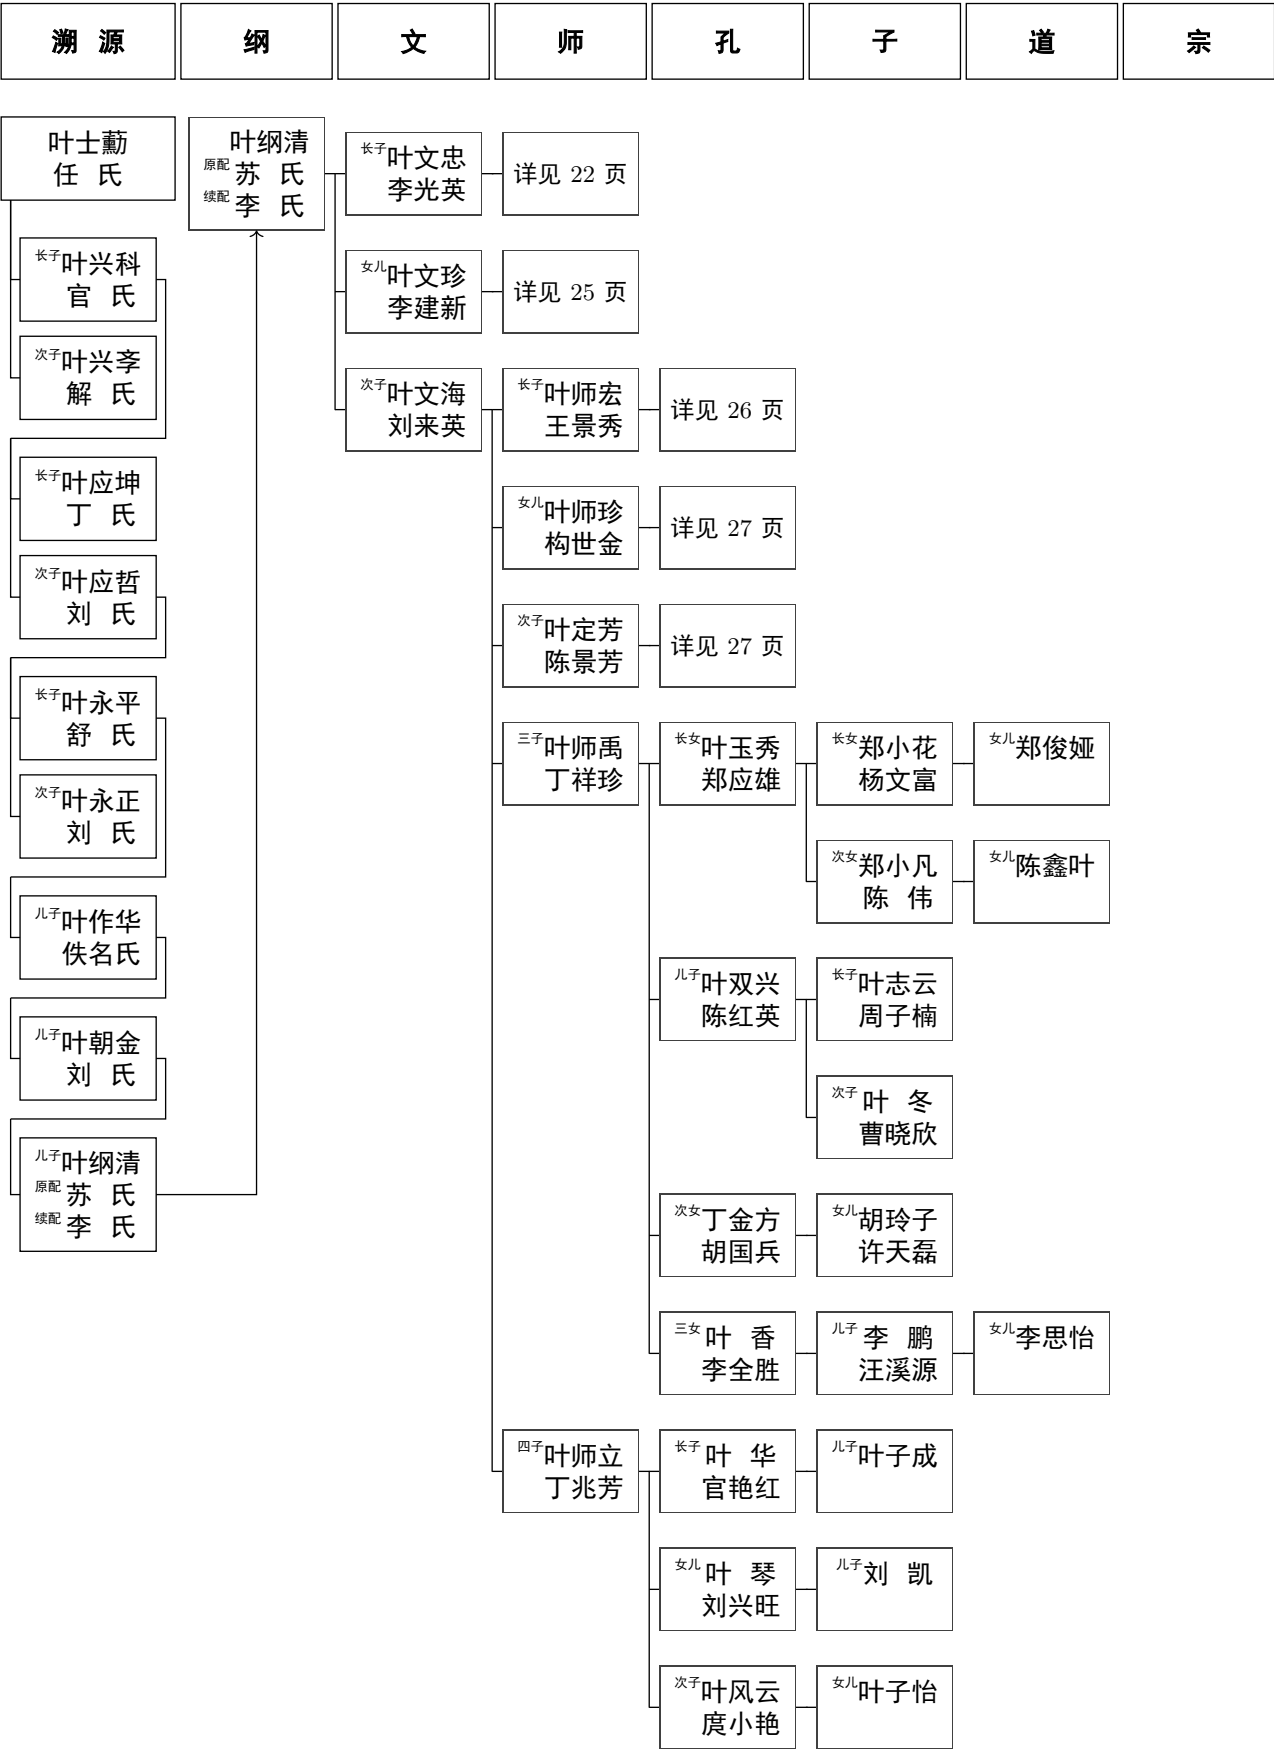 溯 源 纲 文 师 孔 子 道 宗
叶士勳
任 氏
长子叶兴科
官 氏
次子叶兴孝
解 氏
长子叶应坤
丁 氏
次子叶应哲
刘 氏
长子叶永平
舒 氏
次子叶永正
刘 氏
儿子叶作华
佚名氏
儿子叶朝金
刘 氏
儿子叶纲清
原配 苏 氏
续配 李 氏
叶纲清
原配 苏 氏
续配 李 氏
长子叶文忠
李光英
详见 22 页
女儿叶文珍
李建新
详见 25 页
次子叶文海
刘来英
长子叶师宏
王景秀
详见 26 页
女儿叶师珍
构世金
详见 27 页
次子叶定芳
陈景芳
详见 27 页
三子叶师禹
丁祥珍
长女叶玉秀
郑应雄
长女郑小花
杨文富
女儿郑俊娅
次女郑小凡
陈 伟
女儿陈鑫叶
儿子叶双兴
陈红英
长子叶志云
周子楠
次子 叶 冬
曹晓欣
次女丁金方
胡国兵
女儿胡玲子
许天磊
三女 叶 香
李全胜
儿子 李 鹏
汪溪源
女儿李思怡
四子叶师立
丁兆芳
长子 叶 华
官艳红
儿子叶子成
女儿 叶 琴
刘兴旺
儿子刘 凯
次子叶风云
庹小艳
女儿叶子怡